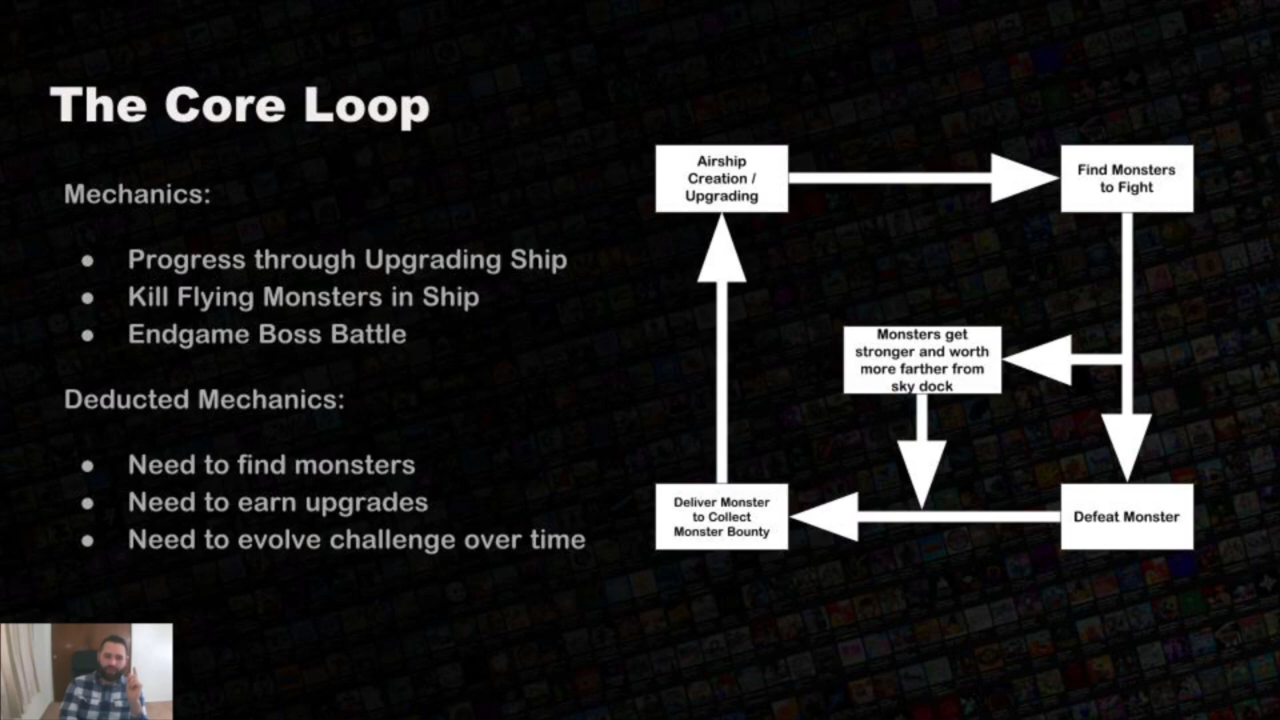 The Core Loop
Mechanics:
● Progress through Upgrading Ship
● Kill Flying Monsters in Ship
● Endgame Boss Battle
Deducted Mechanics:
● Need to find monsters
● Need to earn upgrades
● Need to evolve challenge over time
Airship
Creation /
Upgrading
Find Monsters
to Fight
Monsters get
stronger and worth
more farther from
sky dock
Deliver Monster
to Collect
Monster Bounty
Defeat Monster